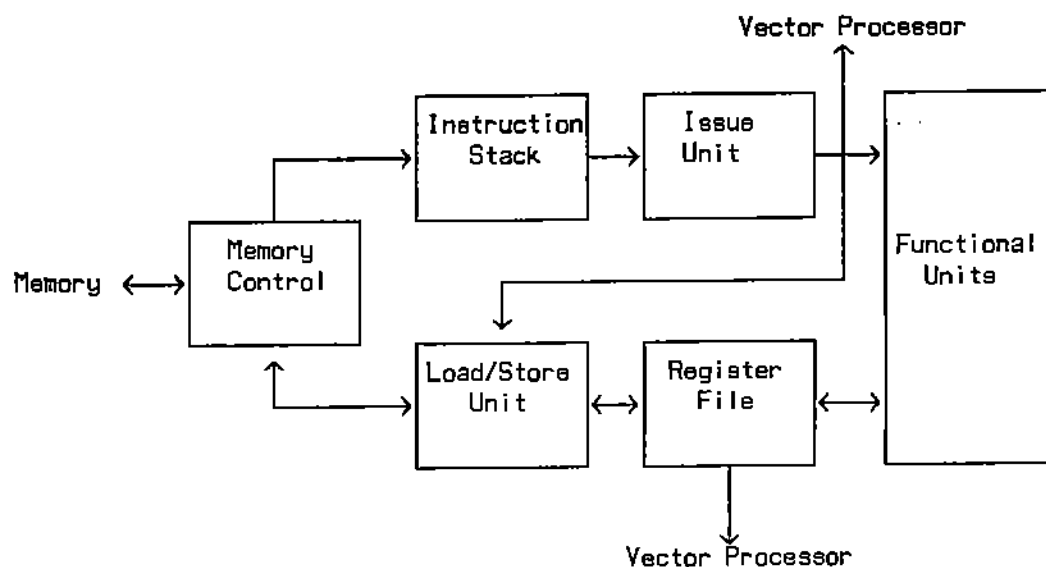 Vector Processor
Instruction
Stack
Issue
Unit
Memory
Control
Functional
Units
Memory
Load/Store
Unit
Register
File
Vector Processor